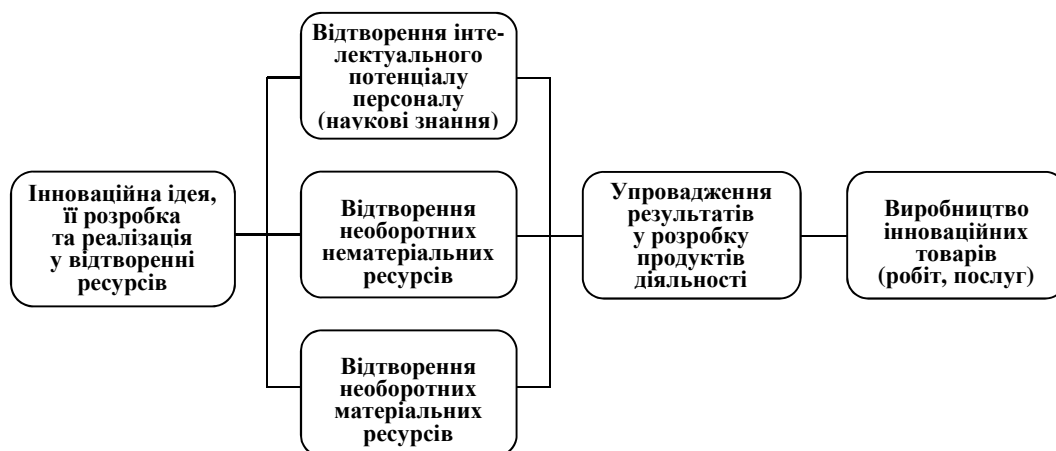 Інноваційна ідея,
її розробка
та реалізація
у відтворенні
ресурсів
Відтворення інте-
лектуального
потенціалу
персоналу
(наукові знання)
Відтворення
необоротних
нематеріальних
ресурсів
Відтворення
необоротних
матеріальних
ресурсів
Упровадження
результатів
у розробку
продуктів
діяльності
Виробництво
інноваційних
товарів
(робіт, послуг)